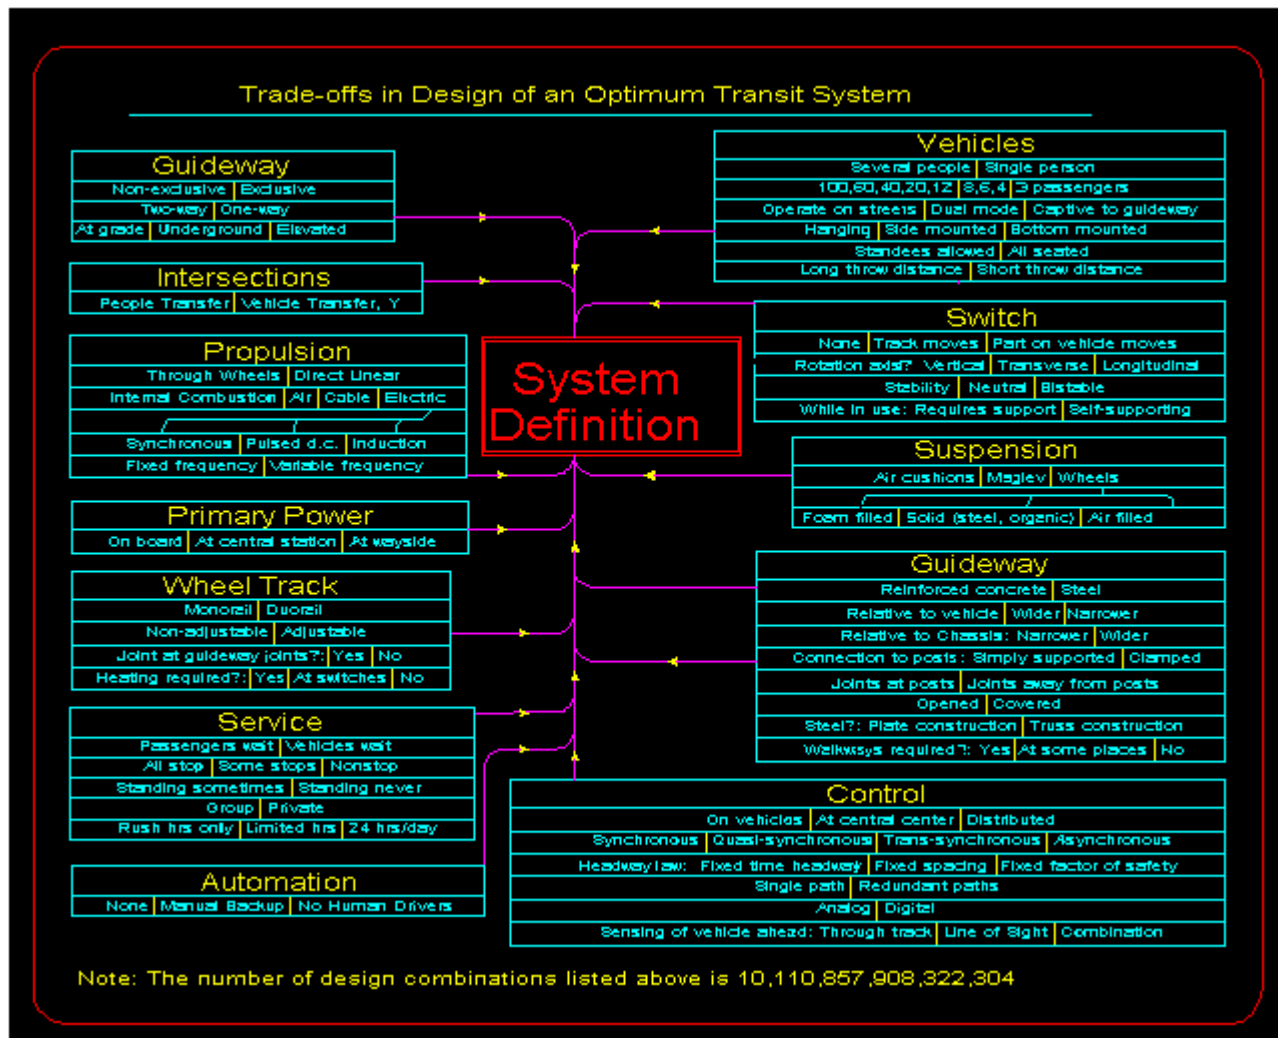 Trade-offs in Design of an Optimum Transit System
Guideway
Non-exclusive | Exclusive
Two-way | One-way
At grade | Underground | Elevated
Intersections
People Transfer | Vehicle Transfer, Y
Propulsion
Through Wheels | Direct Linear
Internal Combustion | Air | Cable | Electric
Synchronous | Pulsed d.c. | Induction
Fixed frequency | Variable frequency
Primary Power
On board | At central station | At wayside
Wheel Track
Monorail | Duorail
Non-adjustable | Adjustable
Joint at guideway joints?: | Yes | No
Heating required?: | Yes | At switches | No
Service
Passengers wait | Vehicles wait
All stop | Some stops | Nonstop
Standing sometimes | Standing never
Group | Private
Rush hrs only | Limited hrs | 24 hrs/day
Automation
None | Manual Backup | No Human Drivers
System
Definition
Vehicles
Several people | Single person
100,60,40,20,12 | 8,6,4 | 3 passengers
Operate on streets | Dual mode | Captive to guideway
Hanging | Side mounted | Bottom mounted
Standees allowed | All seated
Long throw distance | Short throw distance
Switch
None | Track moves | Part on vehicle moves
Rotation axis? Vertical | Transverse | Longitudinal
Stability | Neutral | Bistable
While in use: Requires support | Self-supporting
Suspension
Air cushions | Maglev | Wheels
Foam filled | Solid (steel, organic) | Air filled
Guideway
Reinforced concrete | Steel
Relative to vehicle | Wider | Narrower
Relative to Chassis: Narrower | Wider
Connection to posts: Simply supported | Clamped
Joints at posts | Joints away from posts
Opened | Covered
Steel?: Plate construction | Truss construction
Walkways required?: Yes | At some places | No
Control
On vehicles | At central center | Distributed
Synchronous | Quasi-synchronous | Trans-synchronous | Asynchronous
Headway law: Fixed time headway | Fixed spacing | Fixed factor of safety
Single path | Redundant paths
Analog | Digital
Sensing of vehicle ahead: Through track | Line of Sight | Combination
Note: The number of design combinations listed above is 10,110,857,908,322,304